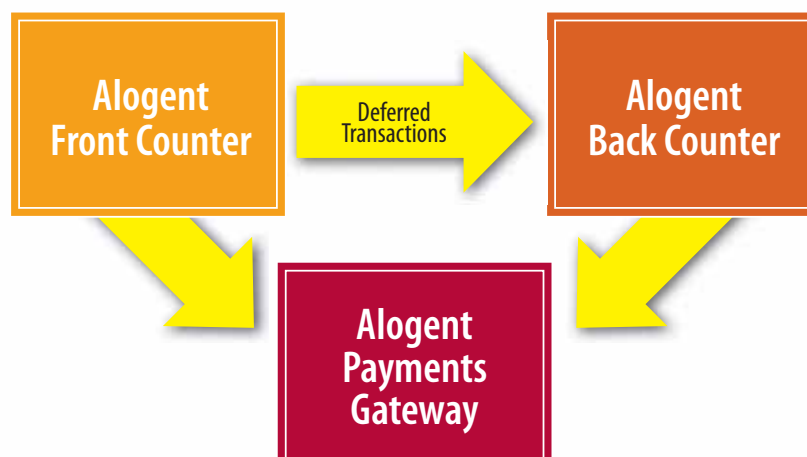 Alogent
Front Counter
Deferred
Transactions
Alogent
Back Counter
Alogent
Payments
Gateway